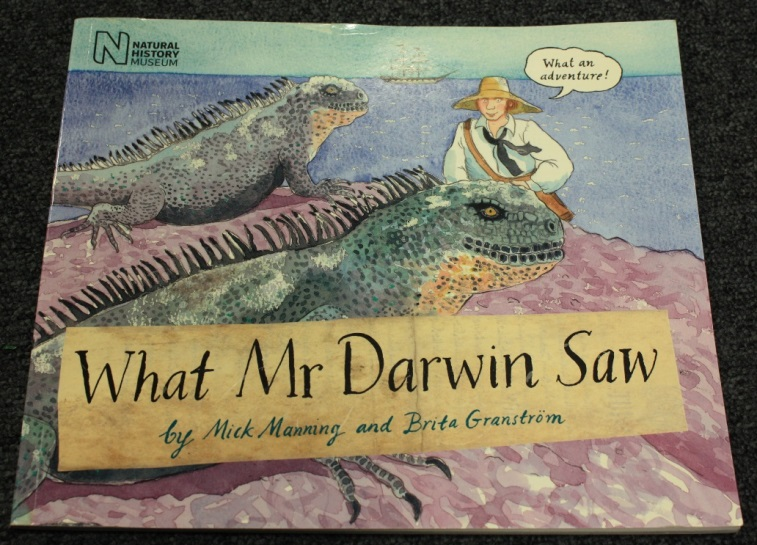 NATURAL
HISTORY
MUSEUM
What an
adventure!
What Mr Darwin Saw
by Mick Manning and Brita Granström